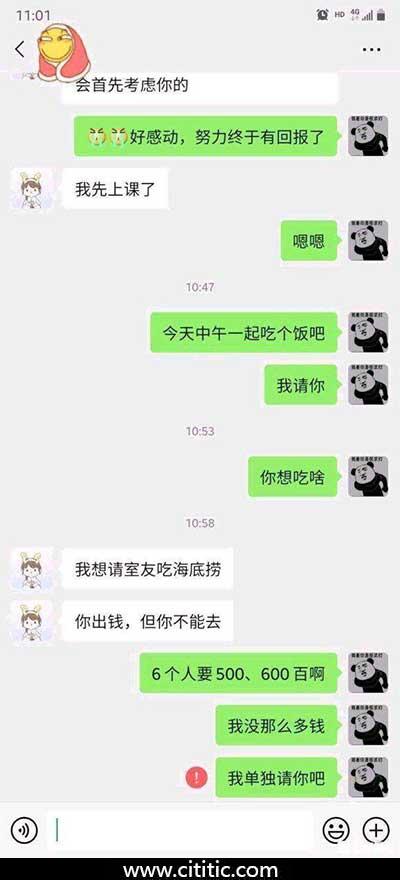 11:01
HD 4G
会首先考虑你的
好感动，努力终于有回报了
我先上课了
嗯嗯
10:47
今天中午一起吃个饭吧
我请你
10:53
你想吃啥
10:58
我想请室友吃海底捞
你出钱，但你不能去
6个人要500、600百啊
我没那么多钱
我单独请你吧
www.cititic.com